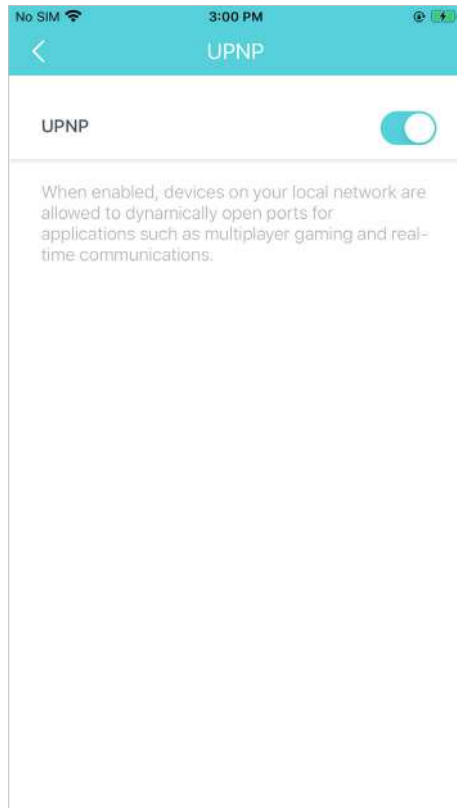 No SIM 3:00 PM
UPNP
UPNP
When enabled, devices on your local network are
allowed to dynamically open ports for
applications such as multiplayer gaming and real-
time communications.